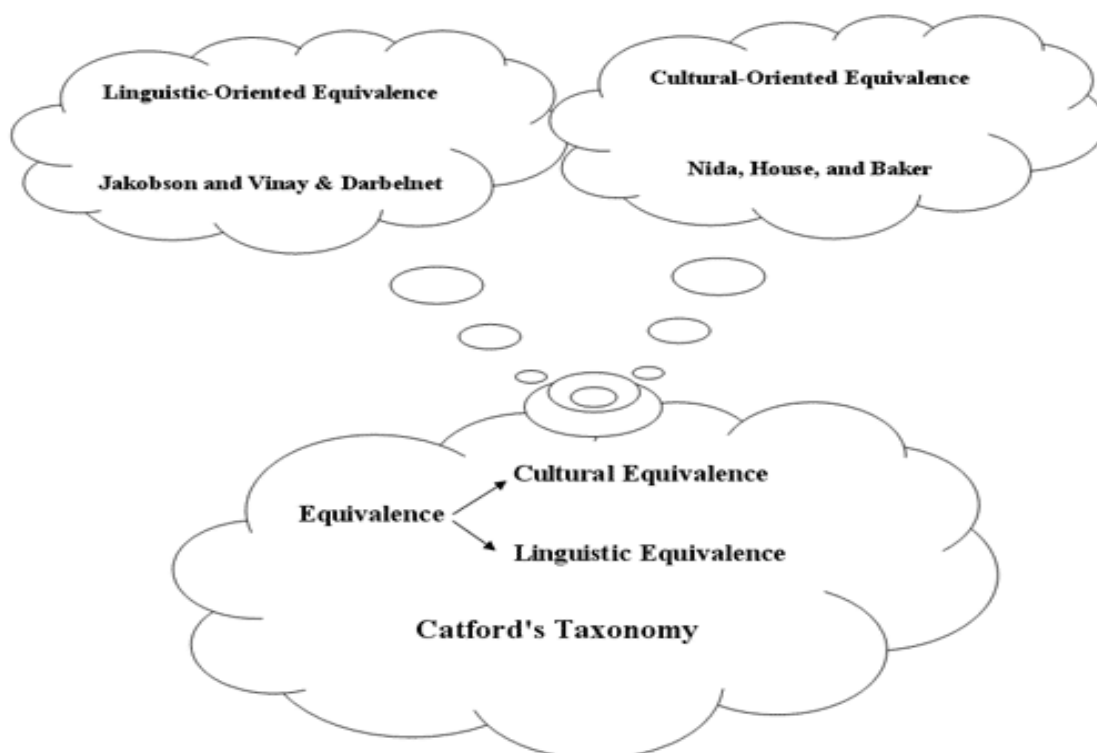 Linguistic-Oriented Equivalence
Jakobson and Vinay & Darbelnet
Cultural-Oriented Equivalence
Nida, House, and Baker
Cultural Equivalence
Equivalence
Linguistic Equivalence
Catford's Taxonomy